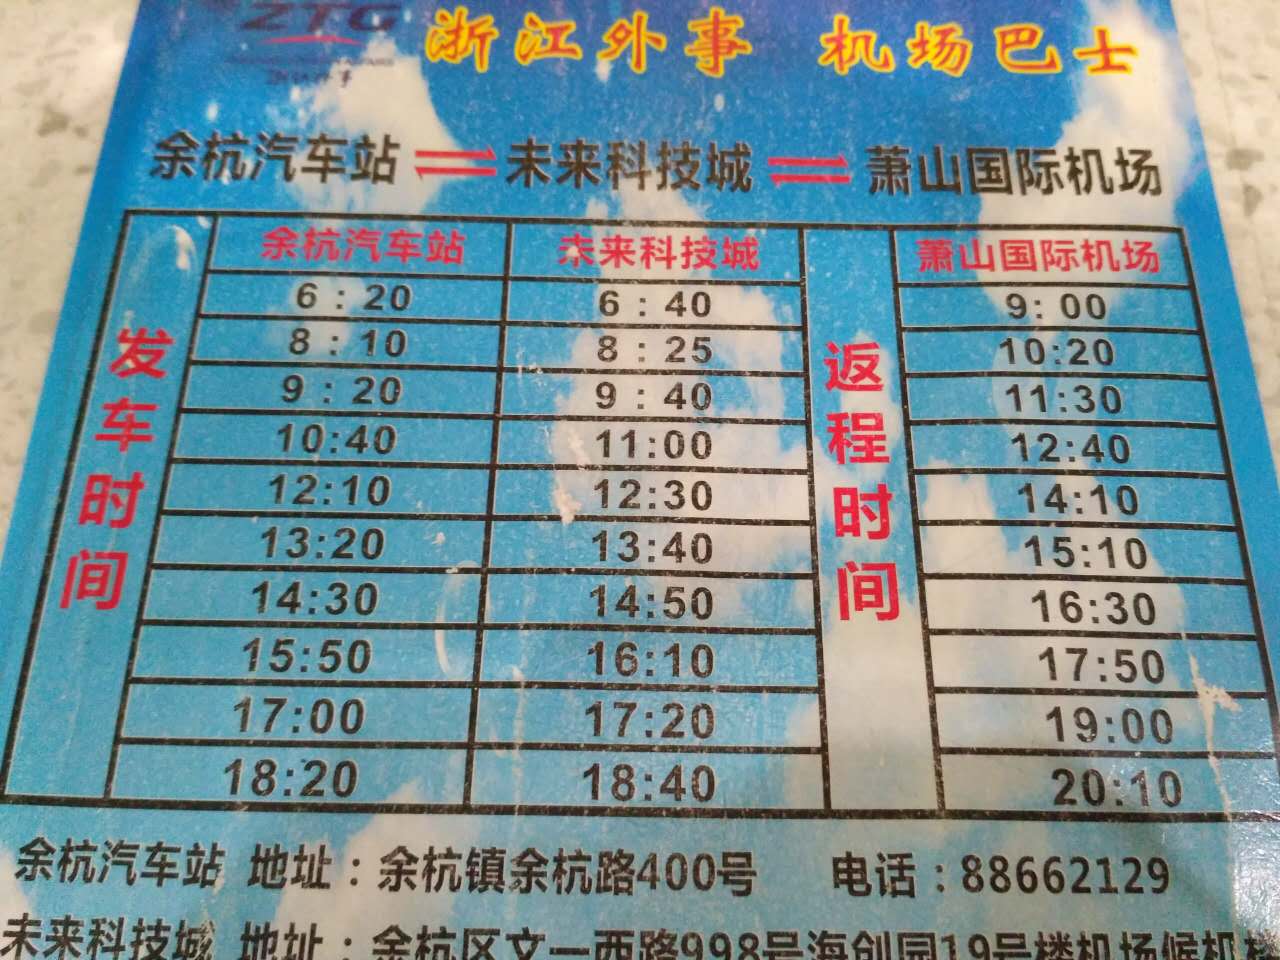 ZTG
浙江外事
浙江外事 机场巴士
余杭汽车站 未来科技城 萧山国际机场
余杭汽车站 未来科技城 萧山国际机场
发车时间
返程时间
6:20 6:40 9:00
8:10 8:25 10:20
9:20 9:40 11:30
10:40 11:00 12:40
12:10 12:30 14:10
13:20 13:40 15:10
14:30 14:50 16:30
15:50 16:10 17:50
17:00 17:20 19:00
18:20 18:40 20:10
余杭汽车站 地址:余杭镇余杭路400号 电话:88662129
未来科技城 地址:余杭区文一西路998号海创园19号楼机场候机楼